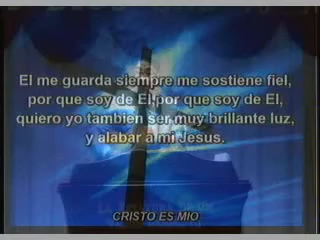 El me guarda siempre me sostiene fiel,
por que soy de El,por que soy de El,
quiero yo tambien ser muy brillante luz,
y alabar a mi Jesus.
CRISTO ES MIO